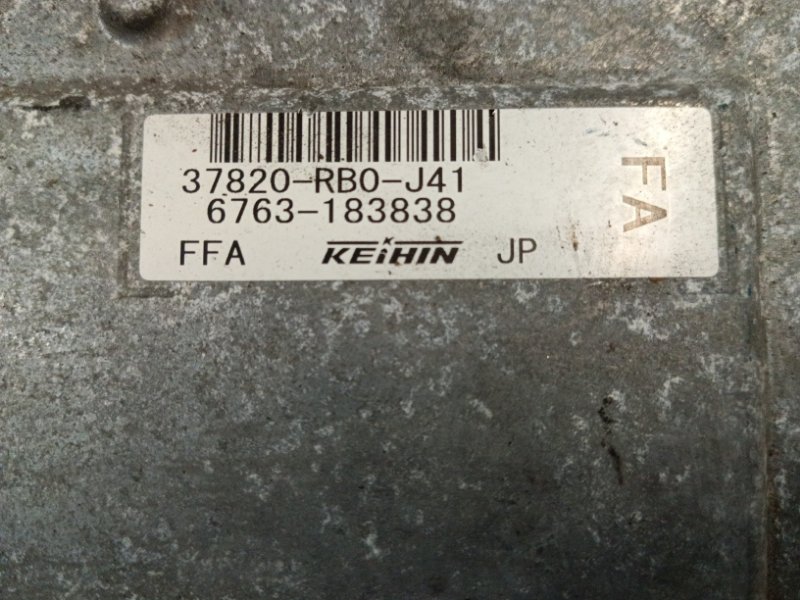 37820-RB0-J41
6763-183838
FFA KEIHIN JP
FA